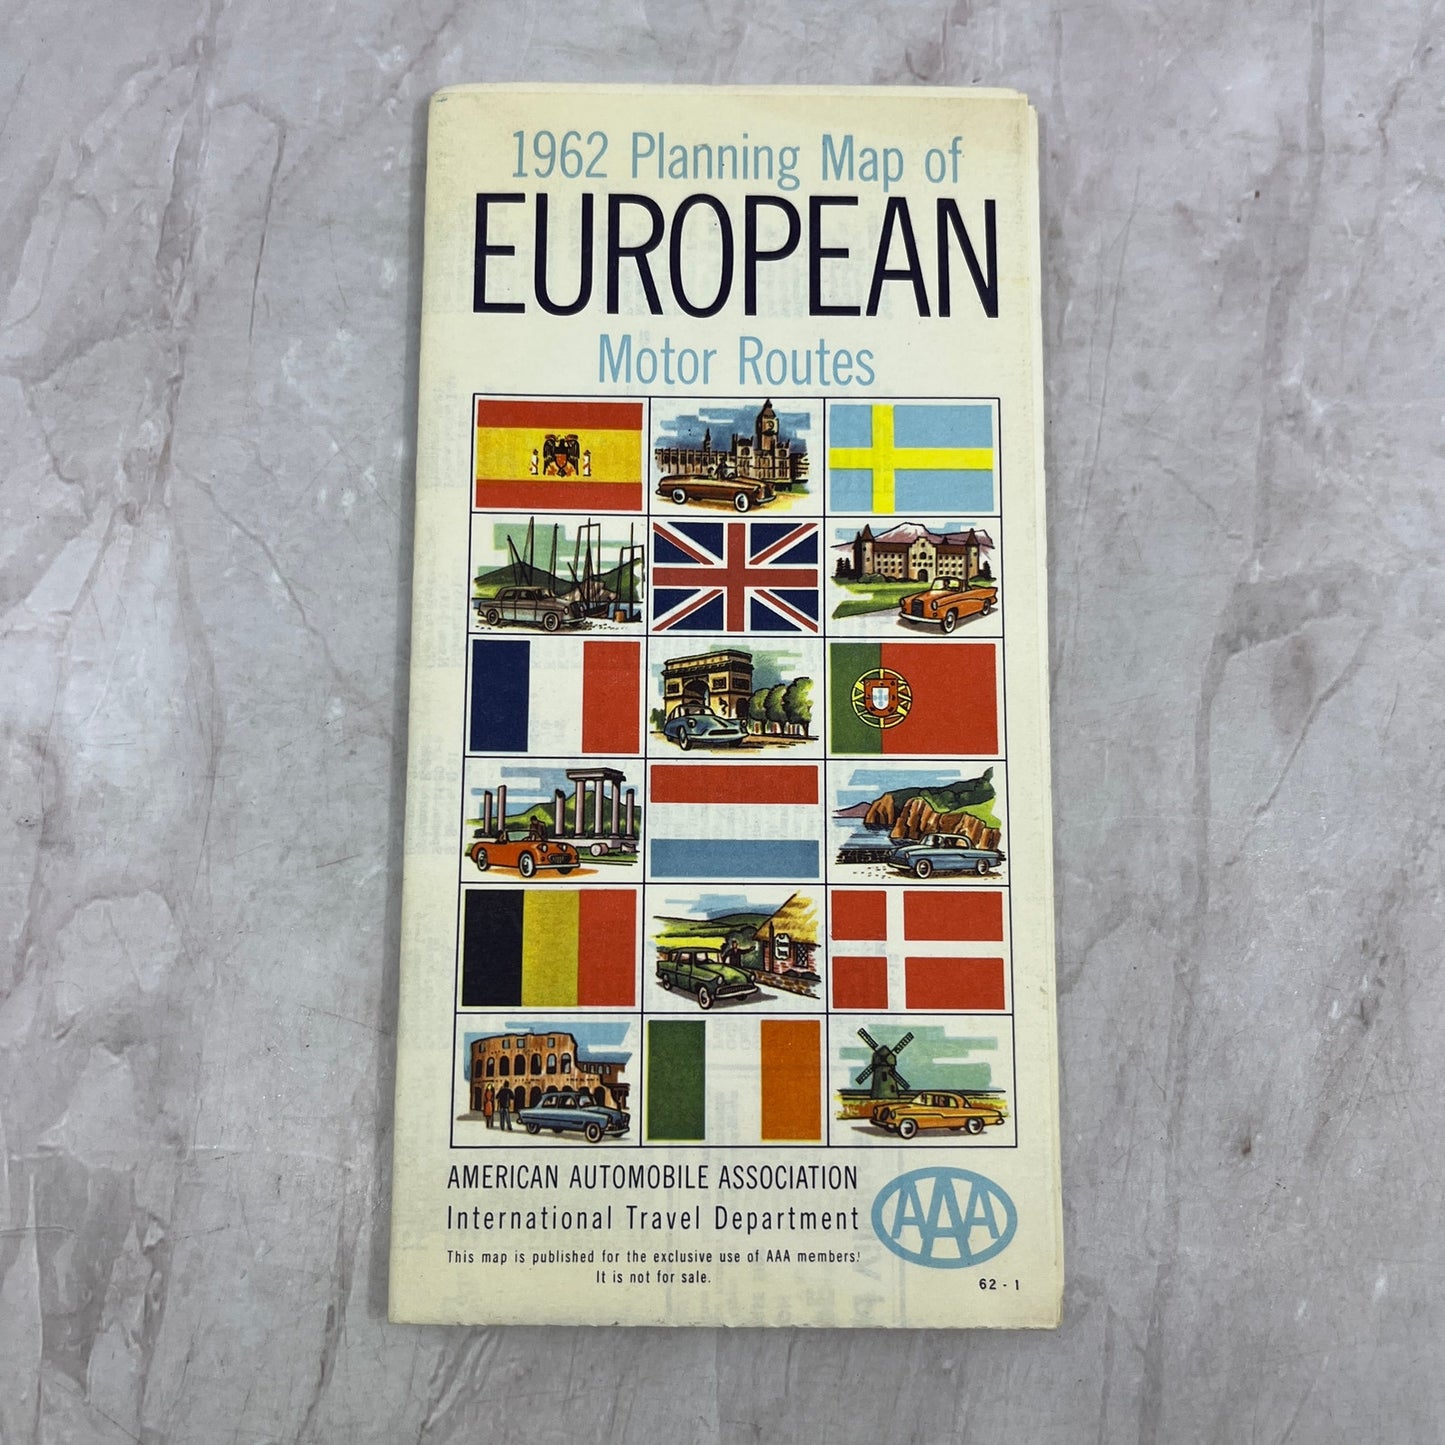 1962 Planning Map of
EUROPEAN
Motor Routes
AMERICAN AUTOMOBILE ASSOCIATION
International Travel Department
AAA
This map is published for the exclusive use of AAA members.
It is not for sale.
62 - 1